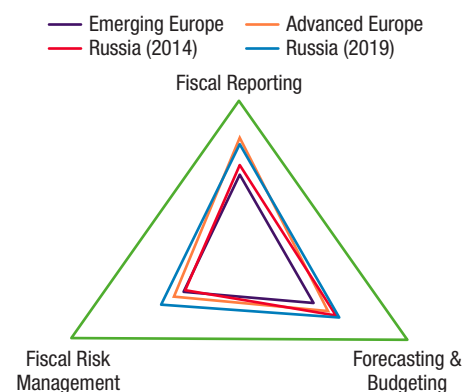 Emerging Europe
Advanced Europe
Russia (2014)
Russia (2019)
Fiscal Reporting
Fiscal Risk
Management
Forecasting &
Budgeting